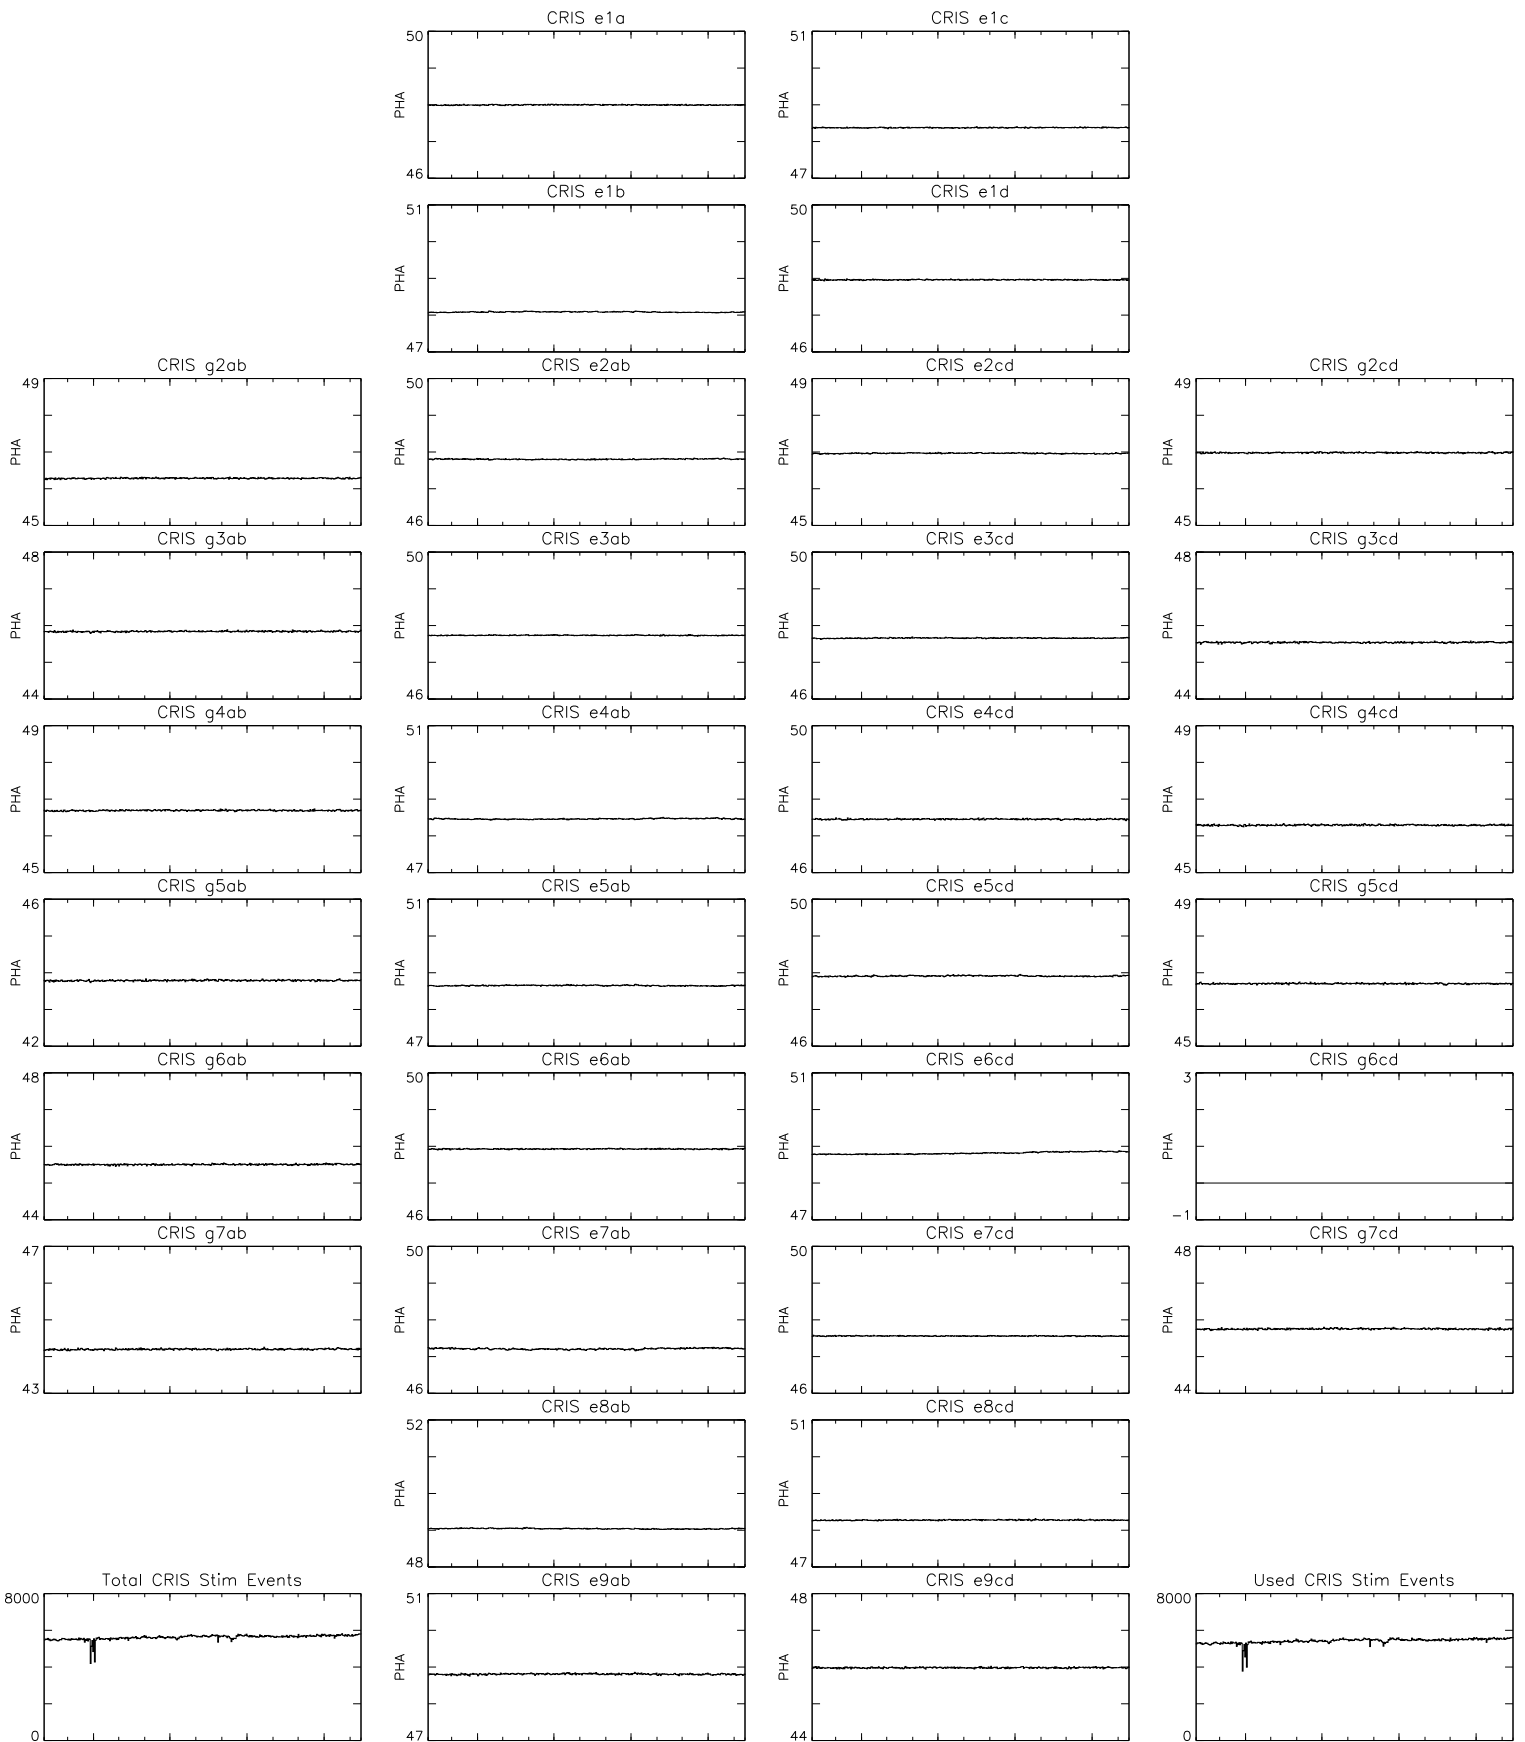 CRIS e1a
50
PHA
46
CRIS e1c
51
PHA
47
CRIS e1b
51
PHA
47
CRIS e1d
50
PHA
46
CRIS g2ab
49
PHA
45
CRIS e2ab
50
PHA
46
CRIS e2cd
49
PHA
45
CRIS g2cd
49
PHA
45
CRIS g3ab
48
PHA
44
CRIS e3ab
50
PHA
46
CRIS e3cd
50
PHA
46
CRIS g3cd
48
PHA
44
CRIS g4ab
49
PHA
45
CRIS e4ab
51
PHA
47
CRIS e4cd
50
PHA
46
CRIS g4cd
49
PHA
45
CRIS g5ab
46
PHA
42
CRIS e5ab
51
PHA
47
CRIS e5cd
50
PHA
46
CRIS g5cd
49
PHA
45
CRIS g6ab
48
PHA
44
CRIS e6ab
50
PHA
46
CRIS e6cd
51
PHA
47
CRIS g6cd
3
PHA
-1
CRIS g7ab
47
PHA
43
CRIS e7ab
50
PHA
46
CRIS e7cd
50
PHA
46
CRIS g7cd
48
PHA
44
CRIS e8ab
52
PHA
48
CRIS e8cd
51
PHA
47
Total CRIS Stim Events
8000
0
CRIS e9ab
51
PHA
47
CRIS e9cd
48
PHA
44
Used CRIS Stim Events
8000
0